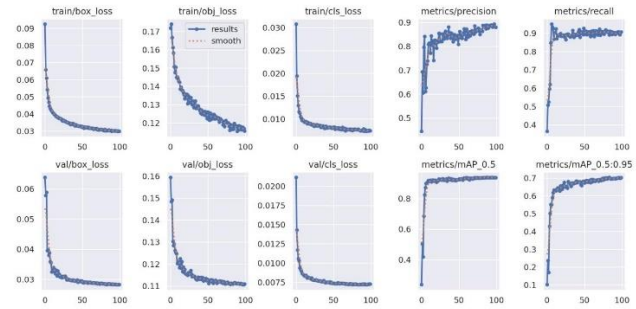 train/box_loss train/obj_loss train/cls_loss metrics/precision metrics/recall
0.09 0.17 0.030 0.9 0.9
0.08 0.16 0.025 0.8 0.8
0.07 0.15 0.020 0.7 0.7
0.06 0.14 0.015 0.6 0.6
0.05 0.13 0.010 0.5 0.5
0.04 0.12 0.4
0.03
results
smooth
0 50 100 0 50 100 0 50 100 0 50 100 0 50 100
val/box_loss val/obj_loss val/cls_loss metrics/mAP_0.5 metrics/mAP_0.5:0.95
0.06 0.16 0.0200 0.8 0.7
0.05 0.15 0.0175 0.6 0.6
0.04 0.14 0.0150 0.4 0.5
0.03 0.13 0.0125 0.4
0.12 0.0100 0.3
0.11 0.0075 0.2
0.1
0 50 100 0 50 100 0 50 100 0 50 100 0 50 100